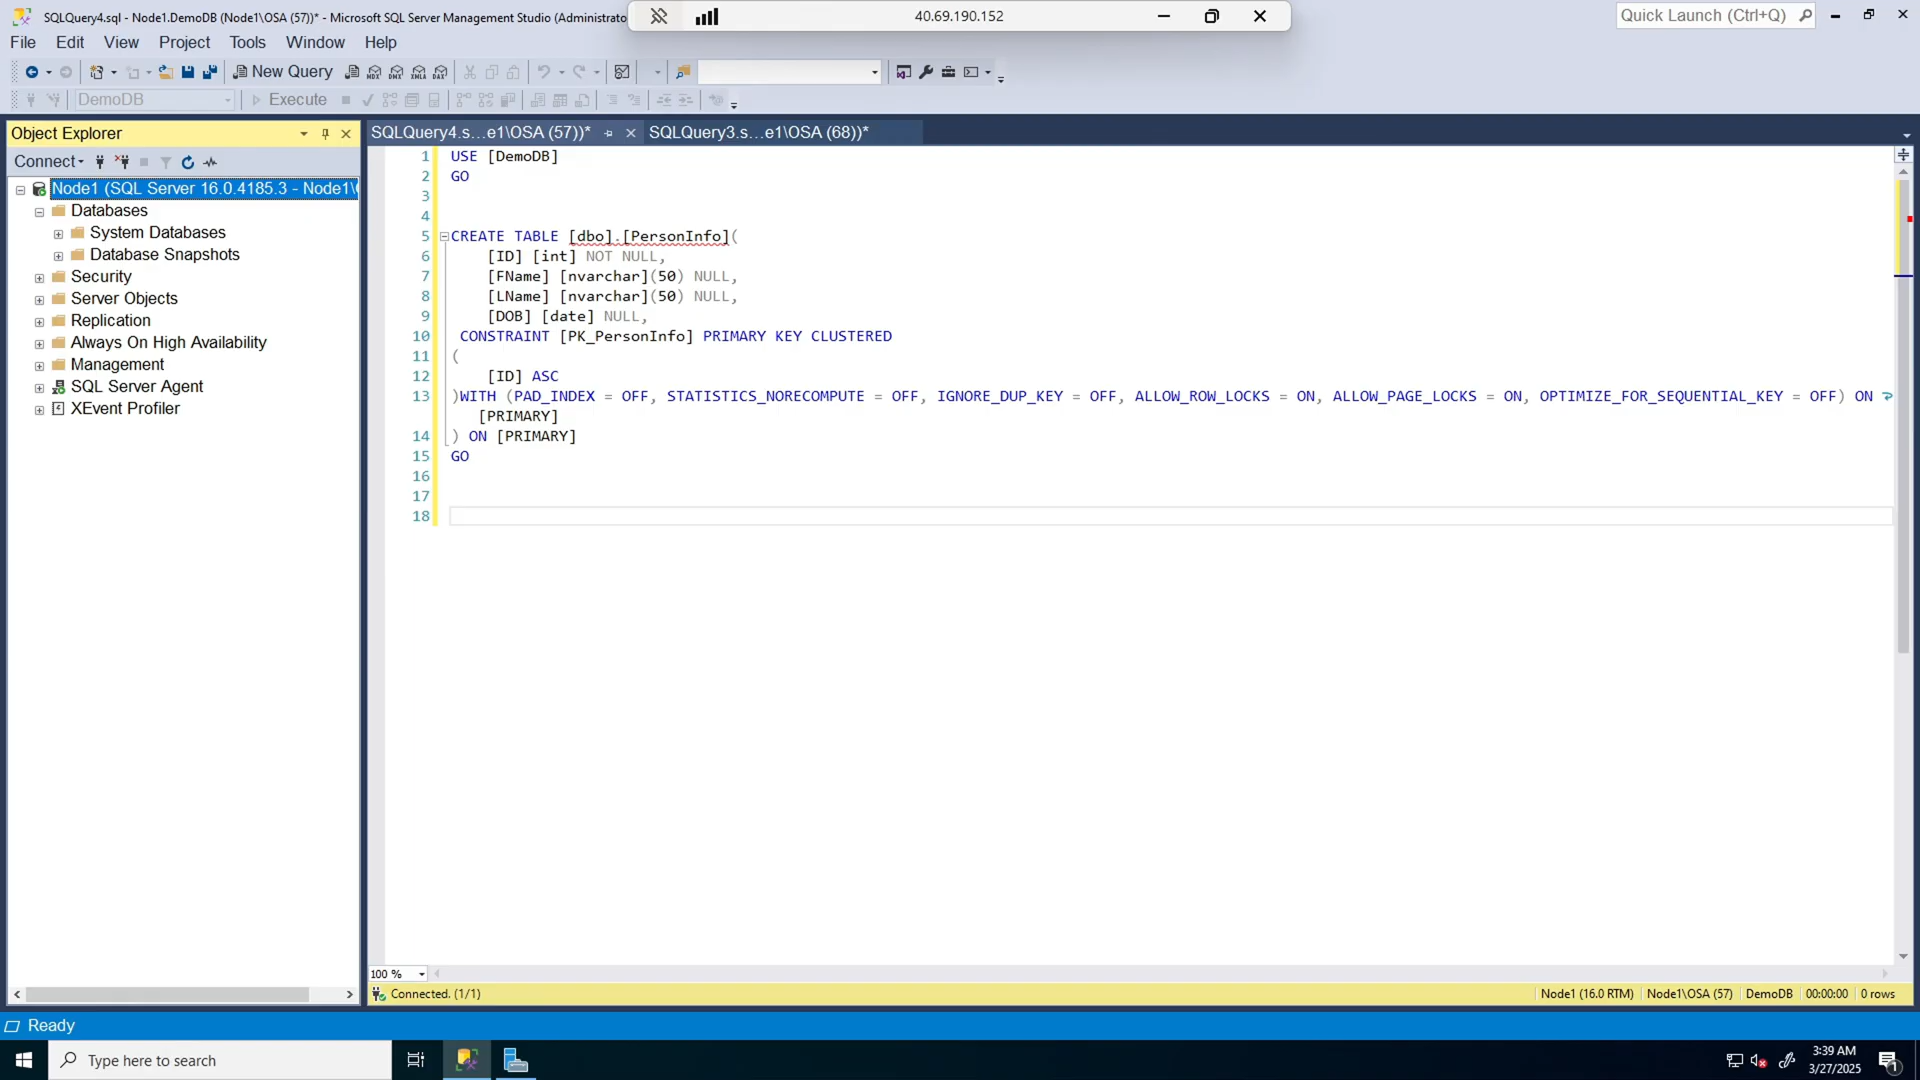 SQLQuery4.sql - Node1.DemoDB (Node1\OSA (57))* - Microsoft SQL Server Management Studio (Administrato
40.69.190.152
Quick Launch (Ctrl+Q)
File Edit View Project Tools Window Help
New Query MDX DMX XMLA DAX
DemoDB Execute
Object Explorer
SQLQuery4.s...e1\OSA (57))*
SQLQuery3.s...e1\OSA (68))*
Connect
Node1 (SQL Server 16.0.4185.3 - Node1\
Databases
System Databases
Database Snapshots
Security
Server Objects
Replication
Always On High Availability
Management
SQL Server Agent
XEvent Profiler
1 USE [DemoDB]
2 GO
3
4
5 CREATE TABLE [dbo].[PersonInfo](
6 [ID] [int] NOT NULL,
7 [FName] [nvarchar](50) NULL,
8 [LName] [nvarchar](50) NULL,
9 [DOB] [date] NULL,
10 CONSTRAINT [PK_PersonInfo] PRIMARY KEY CLUSTERED
11 (
12 [ID] ASC
13 )WITH (PAD_INDEX = OFF, STATISTICS_NORECOMPUTE = OFF, IGNORE_DUP_KEY = OFF, ALLOW_ROW_LOCKS = ON, ALLOW_PAGE_LOCKS = ON, OPTIMIZE_FOR_SEQUENTIAL_KEY = OFF) ON
[PRIMARY]
14 ) ON [PRIMARY]
15 GO
16
17
18
100 %
Connected. (1/1)
Node1 (16.0 RTM) Node1\OSA (57) DemoDB 00:00:00 0 rows
Ready
Type here to search
3:39 AM
3/27/2025
1